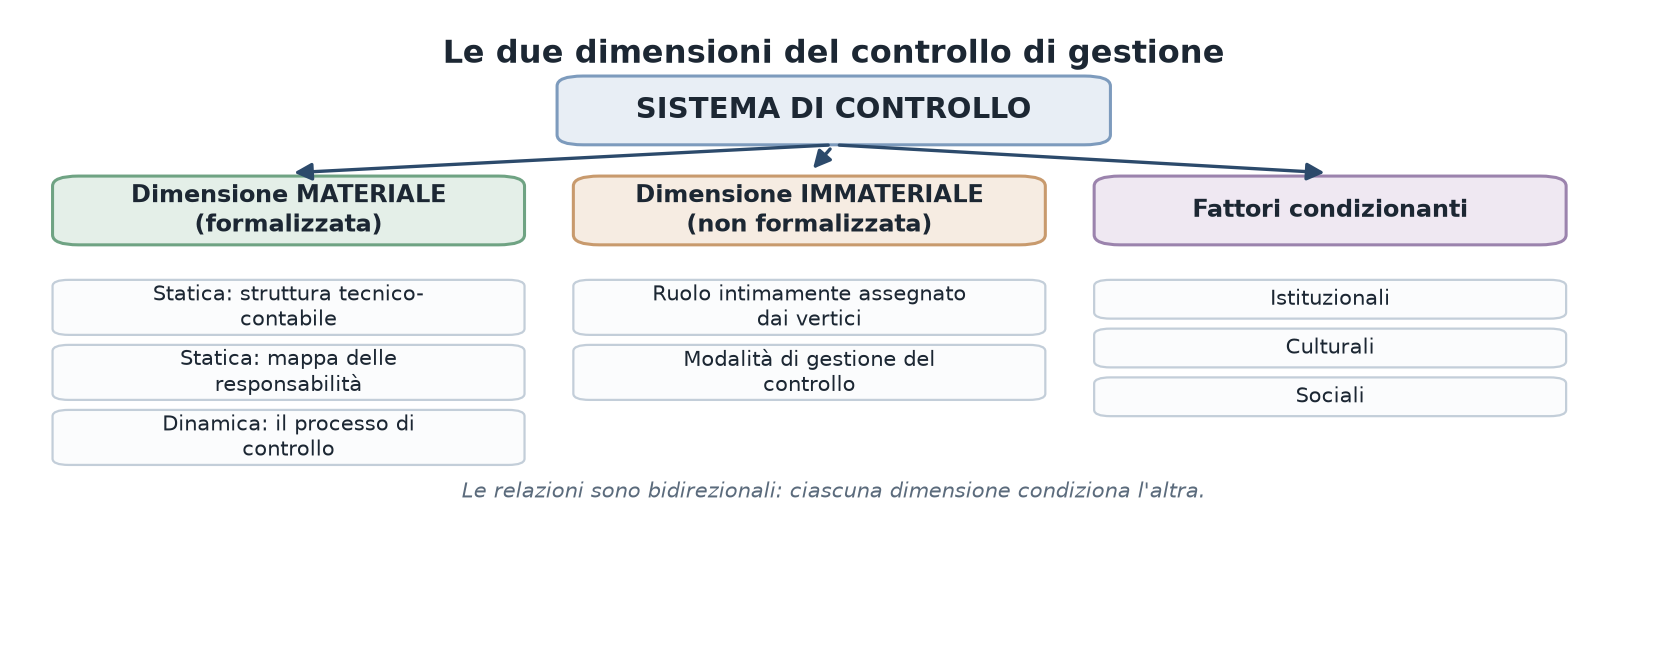 Le due dimensioni del controllo di gestione
SISTEMA DI CONTROLLO
Dimensione MATERIALE
(formalizzata)
Statica: struttura tecnico-
contabile
Statica: mappa delle
responsabilità
Dinamica: il processo di
controllo
Dimensione IMMATERIALE
(non formalizzata)
Ruolo intimamente assegnato
dai vertici
Modalità di gestione del
controllo
Fattori condizionanti
Istituzionali
Culturali
Sociali
Le relazioni sono bidirezionali: ciascuna dimensione condiziona l'altra.